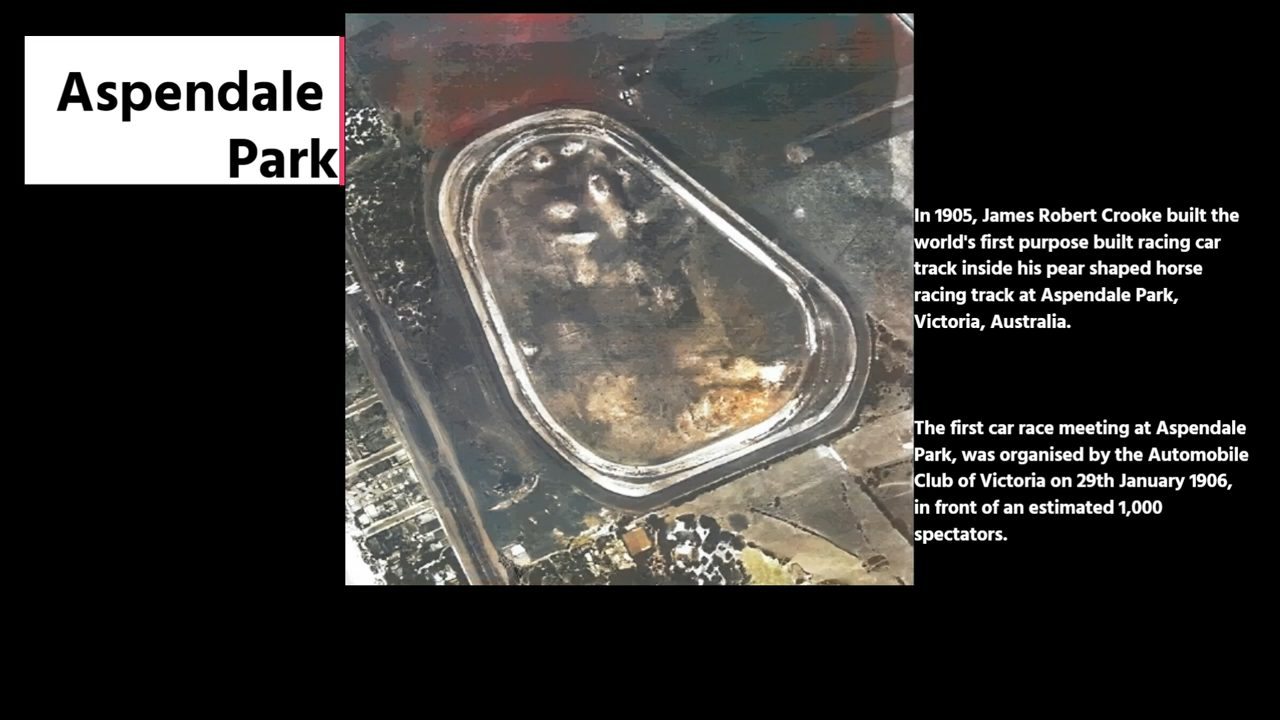 Aspendale
Park
In 1905, James Robert Crooke built the
world's first purpose built racing car
track inside his pear shaped horse
racing track at Aspendale Park,
Victoria, Australia.
The first car race meeting at Aspendale
Park, was organised by the Automobile
Club of Victoria on 29th January 1906,
in front of an estimated 1,000
spectators.